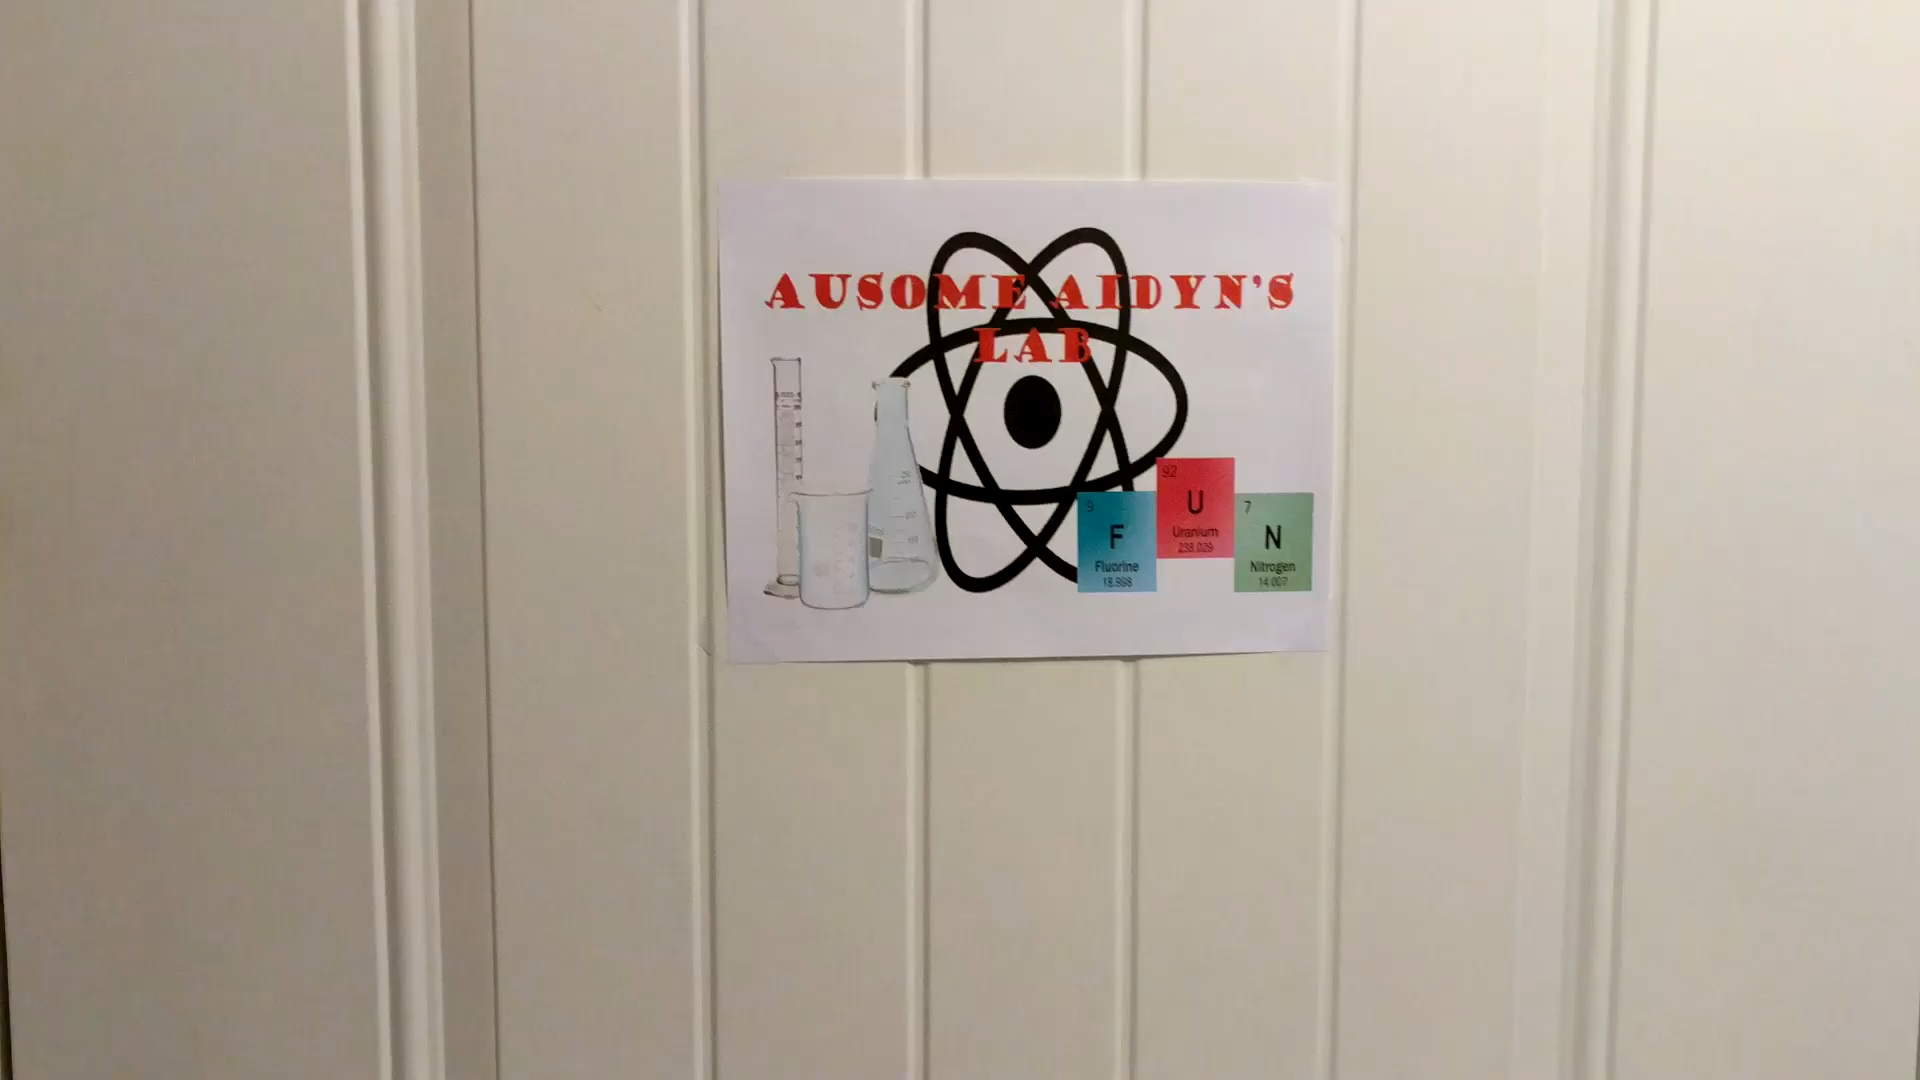 AUSOME AIDYN'S
LAB
92
U
Uranium
238.029
9
F
Fluorine
18.998
7
N
Nitrogen
14.007